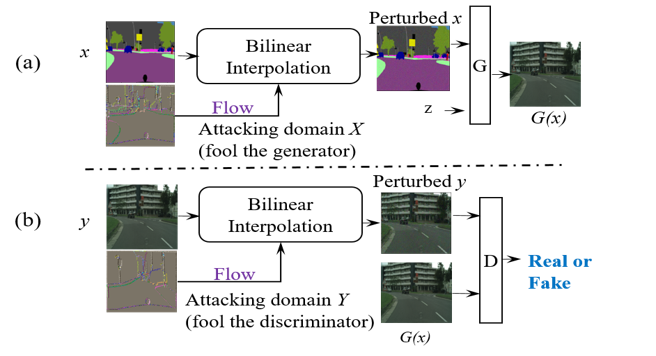 (a)
x
Bilinear
Interpolation
Perturbed x
G
z
G(x)
Flow
Attacking domain X
(fool the generator)
(b)
y
Bilinear
Interpolation
Perturbed y
D
Real or
Fake
Flow
Attacking domain Y
(fool the discriminator)
G(x)